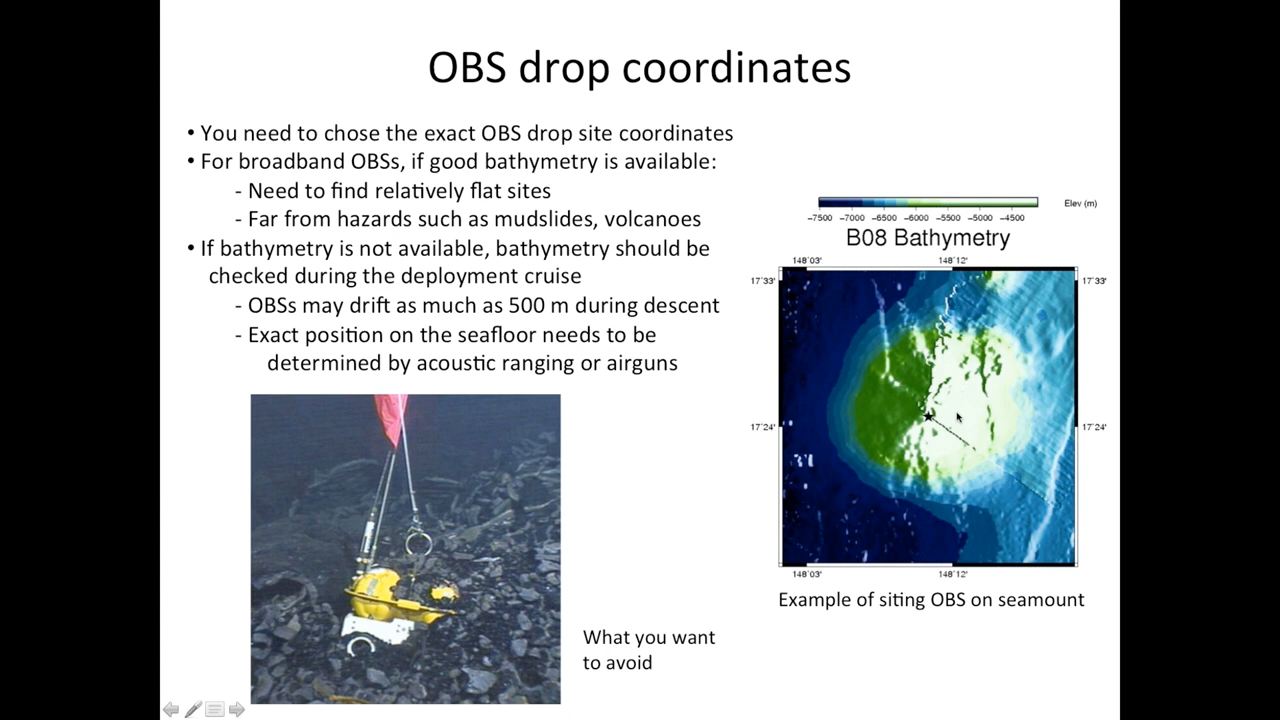 OBS drop coordinates
• You need to chose the exact OBS drop site coordinates
• For broadband OBSs, if good bathymetry is available:
- Need to find relatively flat sites
- Far from hazards such as mudslides, volcanoes
• If bathymetry is not available, bathymetry should be
checked during the deployment cruise
- OBSs may drift as much as 500 m during descent
- Exact position on the seafloor needs to be
determined by acoustic ranging or airguns
What you want
to avoid
Elev (m)
−7500 −7000 −6500 −6000 −5500 −5000 −4500
B08 Bathymetry
148˚03' 148˚12'
17˚33' 17˚33'
17˚24' 17˚24'
148˚03' 148˚12'
Example of siting OBS on seamount